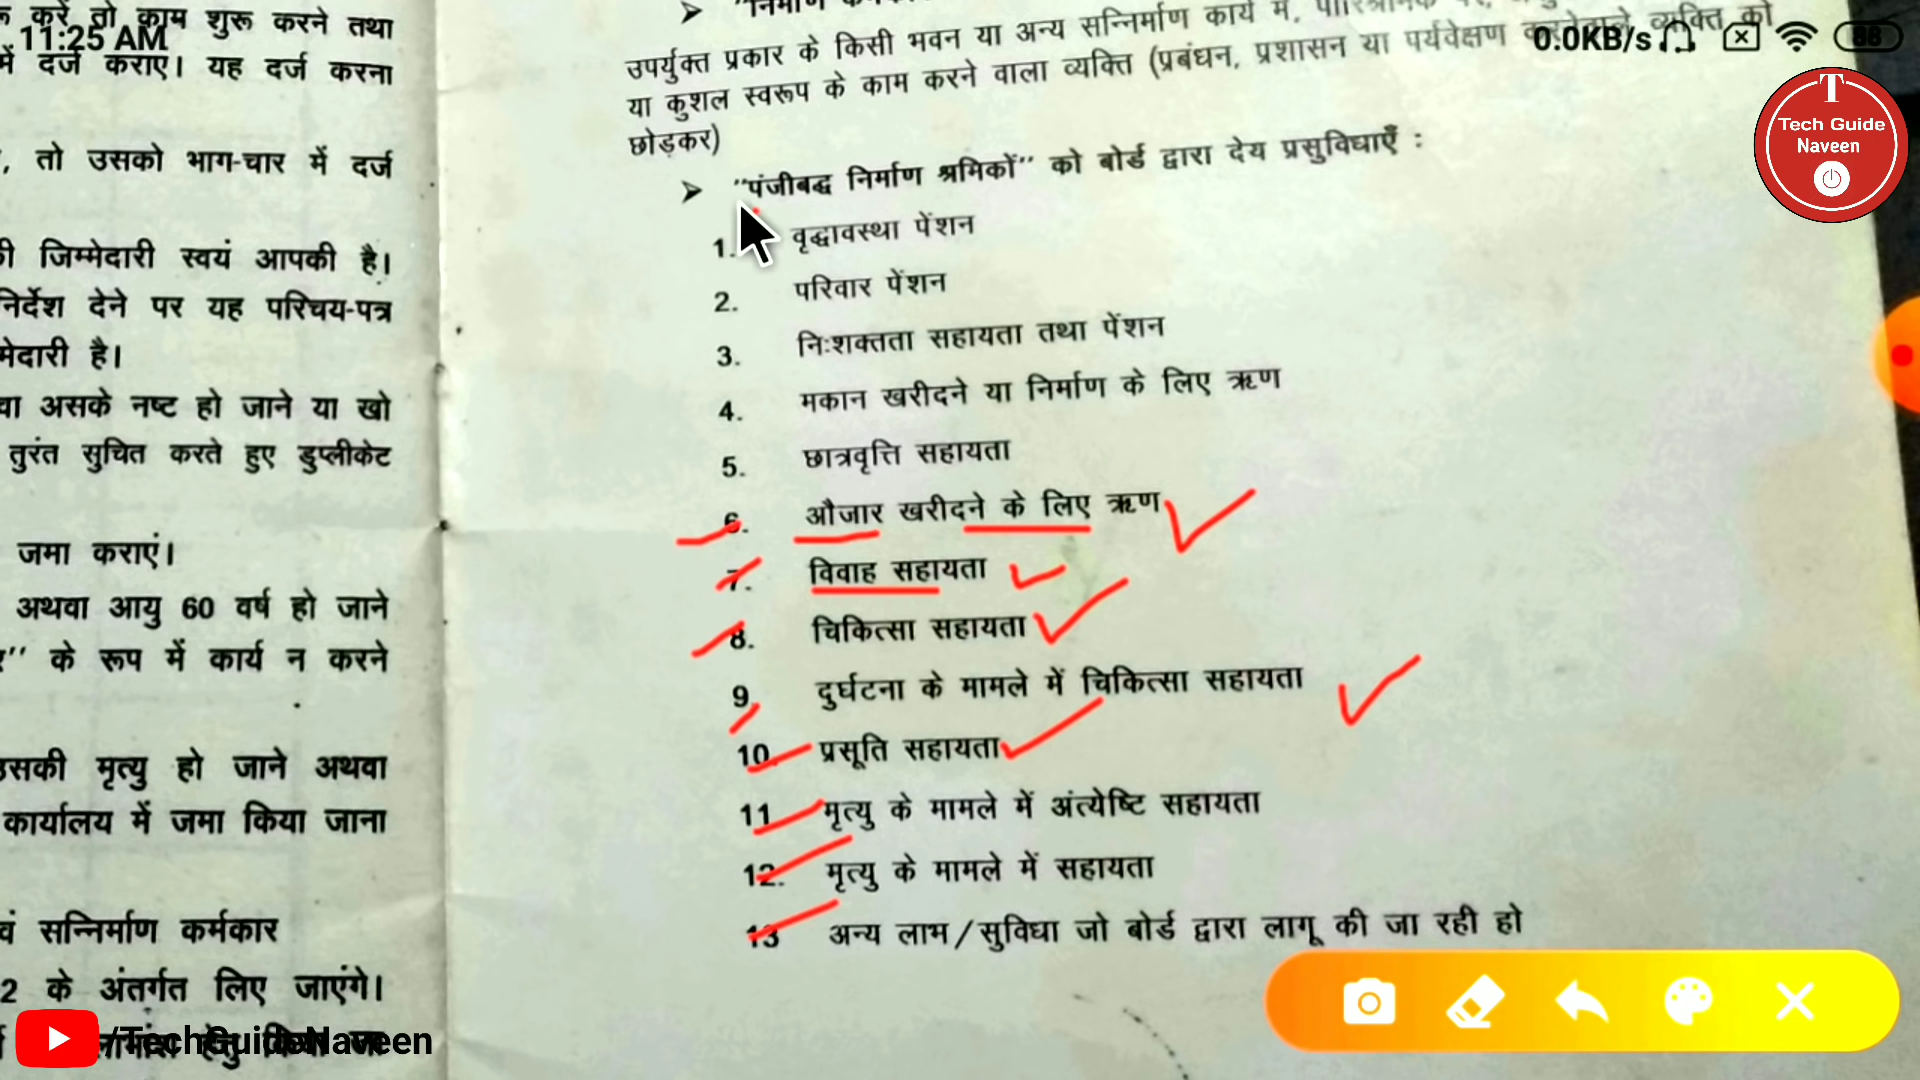 करें तो काम शुरू करने तथा
11:25 AM
में दर्ज कराए। यह दर्ज करना
, तो उसको भाग-चार में दर्ज
जिम्मेदारी स्वयं आपकी है।
निर्देश देने पर यह परिचय-पत्र
है।
असके नष्ट हो जाने या खो
तुरंत सुचित करते हुए डुप्लीकेट
जमा कराएं।
अथवा आयु 60 वर्ष हो जाने
'' के रूप में कार्य न करने
उसकी मृत्यु हो जाने अथवा
कार्यालय में जमा किया जाना
सन्निर्माण कर्मकार
2 के अंतर्गत लिए जाएंगे।
/TechGuideNaveen
उपर्युक्त प्रकार के किसी भवन या अन्य सन्निर्माण कार्य में,
या कुशल स्वरूप के काम करने वाला व्यक्ति (प्रबंधन, प्रशासन या पर्यवेक्षण करनेवाले व्यक्ति को
छोड़कर)
0.0KB/s
88
T
Tech Guide
Naveen
➤ "पंजीबद्ध निर्माण श्रमिकों" को बोर्ड द्वारा देय प्रसुविधाएँ :
1. वृद्धावस्था पेंशन
2. परिवार पेंशन
3. निःशक्तता सहायता तथा पेंशन
4. मकान खरीदने या निर्माण के लिए ऋण
5. छात्रवृत्ति सहायता
6. औजार खरीदने के लिए ऋण
7. विवाह सहायता
8. चिकित्सा सहायता
9. दुर्घटना के मामले में चिकित्सा सहायता
10. प्रसूति सहायता
11 मृत्यु के मामले में अंत्येष्टि सहायता
12. मृत्यु के मामले में सहायता
13 अन्य लाभ/सुविधा जो बोर्ड द्वारा लागू की जा रही हो